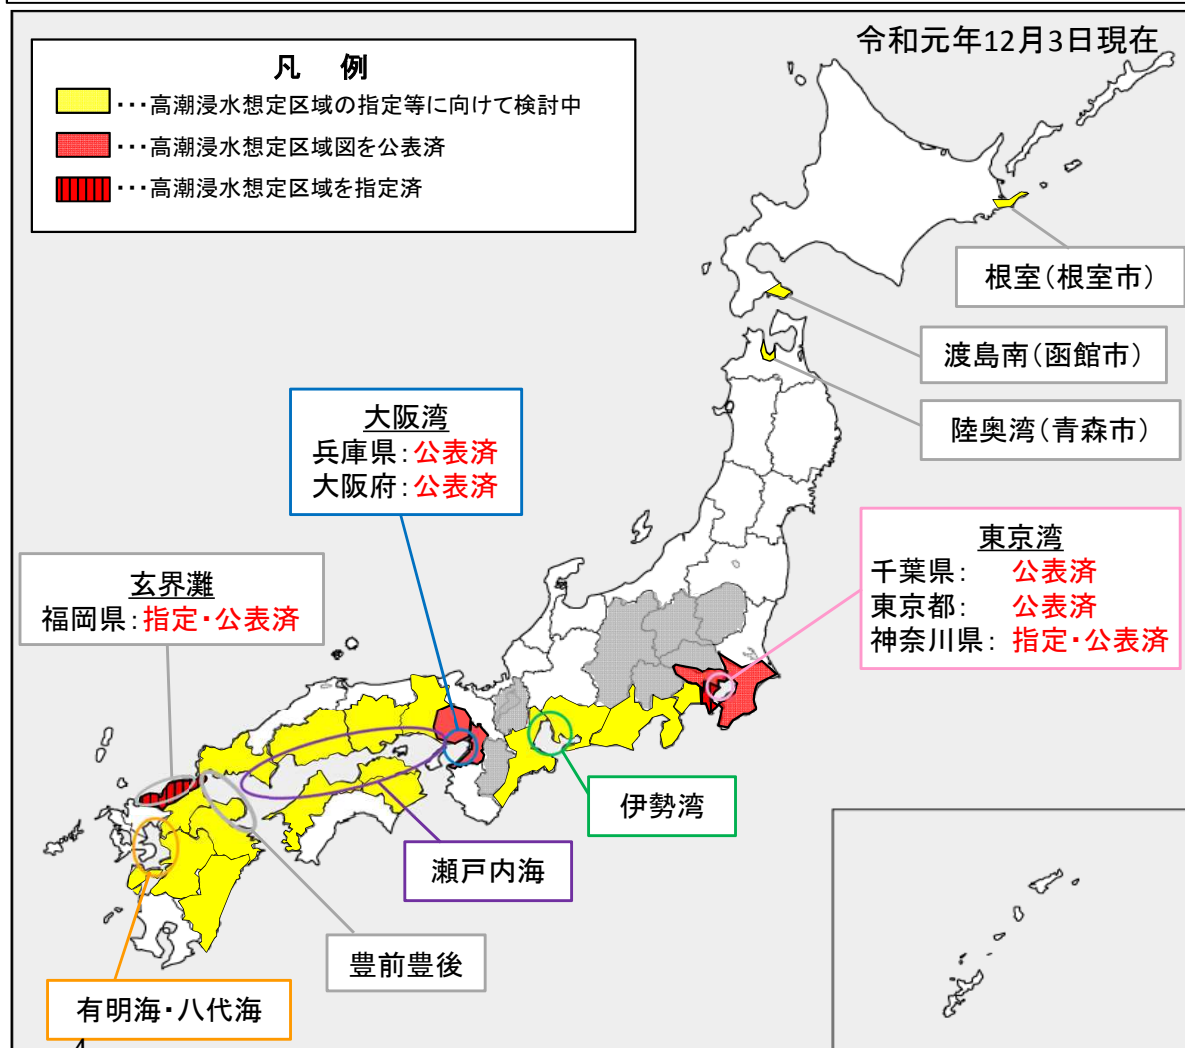 令和元年12月3日現在
凡 例
･･･高潮浸水想定区域の指定等に向けて検討中
･･･高潮浸水想定区域図を公表済
･･･高潮浸水想定区域を指定済
根室（根室市）
渡島南（函館市）
陸奥湾（青森市）
大阪湾
兵庫県：公表済
大阪府：公表済
東京湾
千葉県： 公表済
東京都： 公表済
神奈川県： 指定・公表済
玄界灘
福岡県：指定・公表済
伊勢湾
瀬戸内海
豊前豊後
有明海・八代海